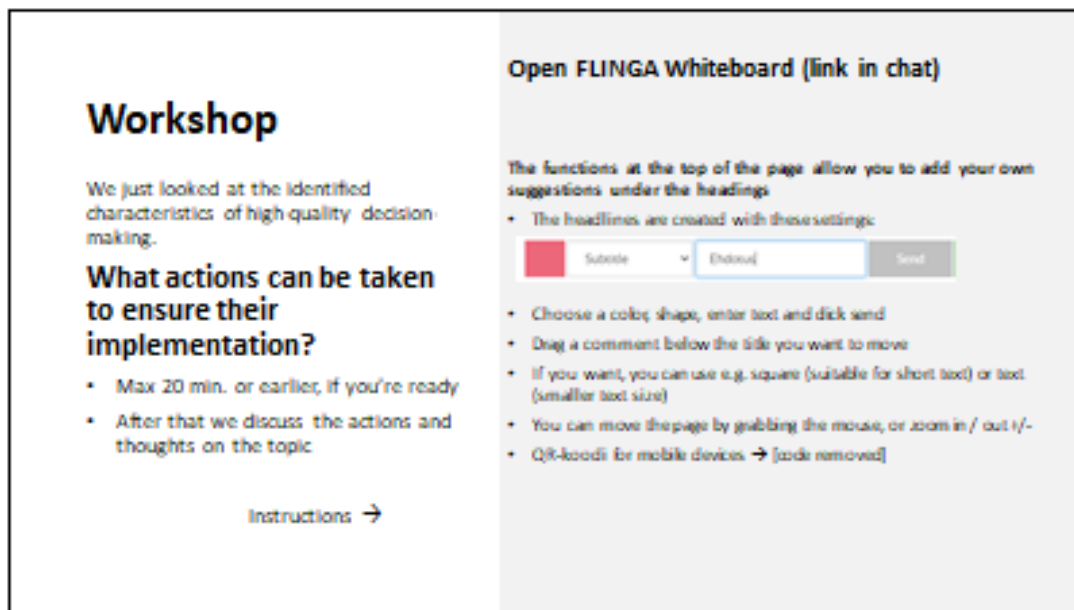 Workshop
We just looked at the identified
characteristics of high-quality decision-
making.
What actions can be taken
to ensure their
implementation?
• Max 20 min. or earlier, if you're ready
• After that we discuss the actions and
thoughts on the topic
Instructions →
Open FLINGA Whiteboard (link in chat)
The functions at the top of the page allow you to add your own
suggestions under the headings
• The headlines are created with these settings:
Subtitle
Send
• Choose a color, shape, enter text and click send
• Drag a comment below the title you want to move
• If you want, you can use e.g. square (suitable for short text) or text
(smaller text size)
• You can move the page by grabbing the mouse, or zoom in / out +/-
• QR-koodi for mobile devices → [code removed]